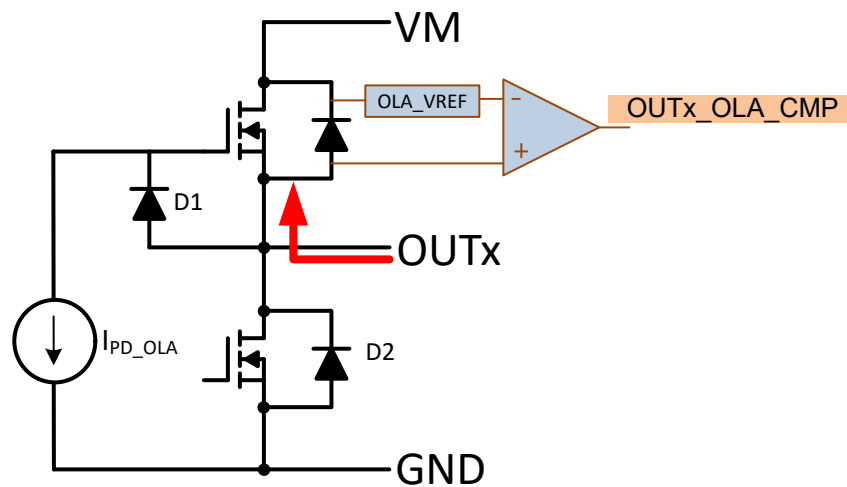 VM
OLA_VREF
-
OUTx_OLA_CMP
+
D1
OUTx
IPD_OLA
D2
GND